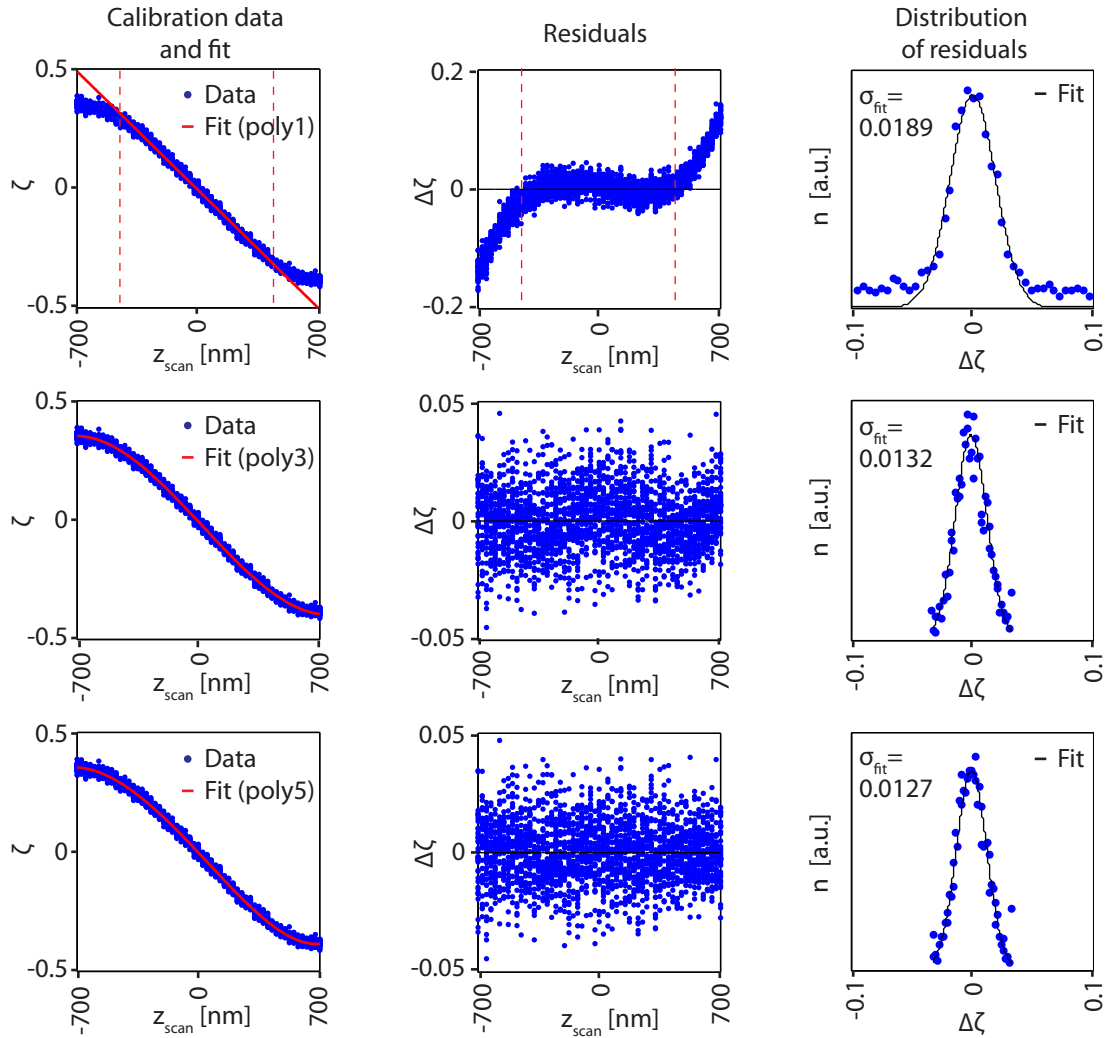 Calibration data
and fit
Residuals
Distribution
of residuals
0.5
0
-0.5
ζ
Data
Fit (poly1)
-700
0
700
z_scan [nm]
0.2
0
-0.2
Δζ
-700
0
700
z_scan [nm]
σ_fit=
0.0189
– Fit
n [a.u.]
-0.1
0
0.1
Δζ
0.5
0
-0.5
ζ
Data
Fit (poly3)
-700
0
700
z_scan [nm]
0.05
0
-0.05
Δζ
-700
0
700
z_scan [nm]
σ_fit=
0.0132
– Fit
n [a.u.]
-0.1
0
0.1
Δζ
0.5
0
-0.5
ζ
Data
Fit (poly5)
-700
0
700
z_scan [nm]
0.05
0
-0.05
Δζ
-700
0
700
z_scan [nm]
σ_fit=
0.0127
– Fit
n [a.u.]
-0.1
0
0.1
Δζ